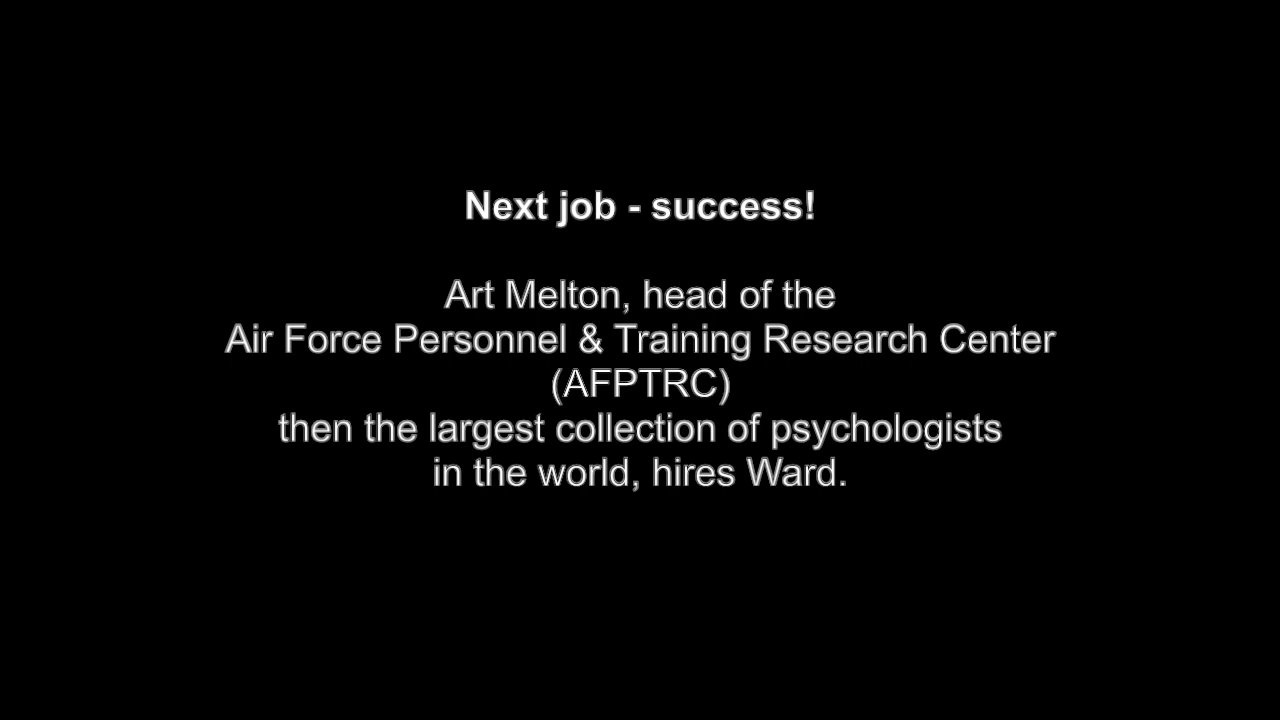 Next job - success!
Art Melton, head of the
Air Force Personnel & Training Research Center
(AFPTRC)
then the largest collection of psychologists
in the world, hires Ward.